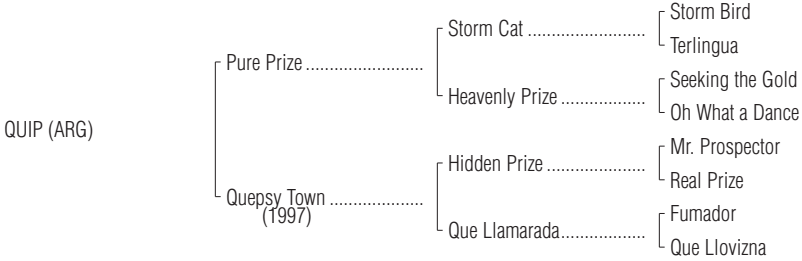 Storm Bird
Storm Cat ........................
Terlingua
Pure Prize ........................
Seeking the Gold
Heavenly Prize .................
Oh What a Dance
QUIP (ARG)
Mr. Prospector
Hidden Prize ....................
Real Prize
Quepsy Town ...................
(1997)
Fumador
Que Llamarada.................
Que Llovizna